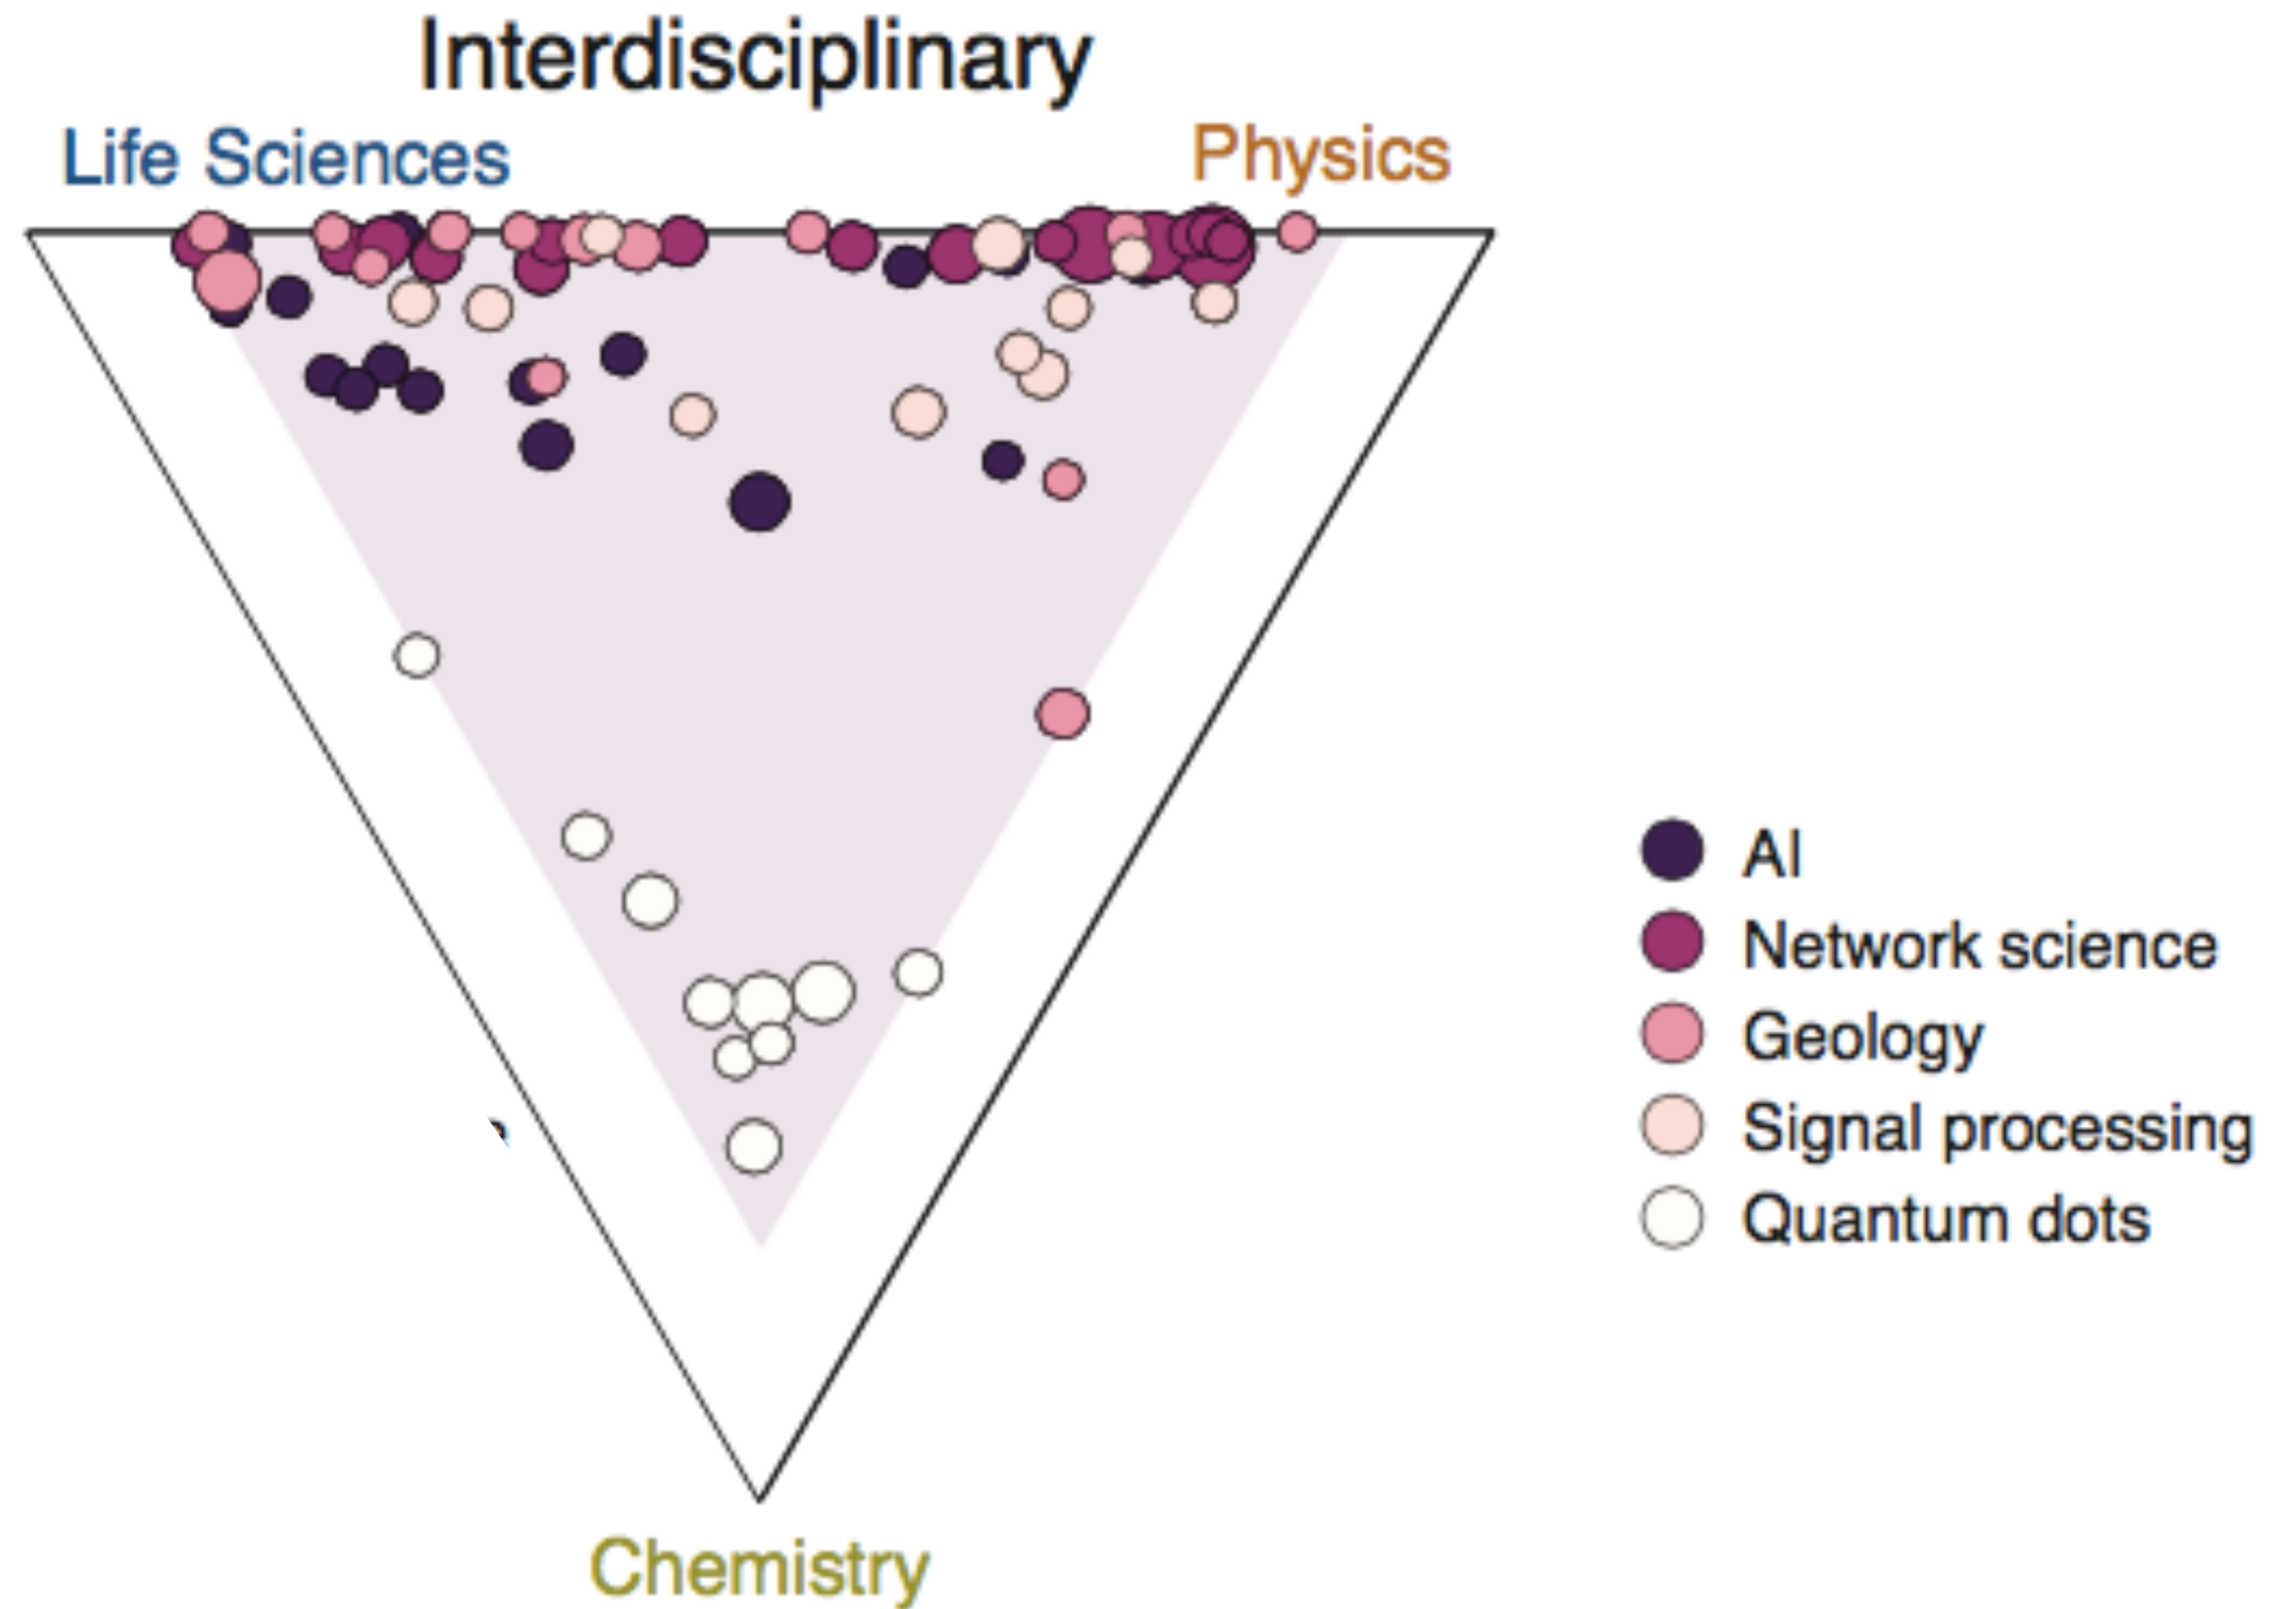 Interdisciplinary
Life Sciences
Physics
AI
Network science
Geology
Signal processing
Quantum dots
Chemistry